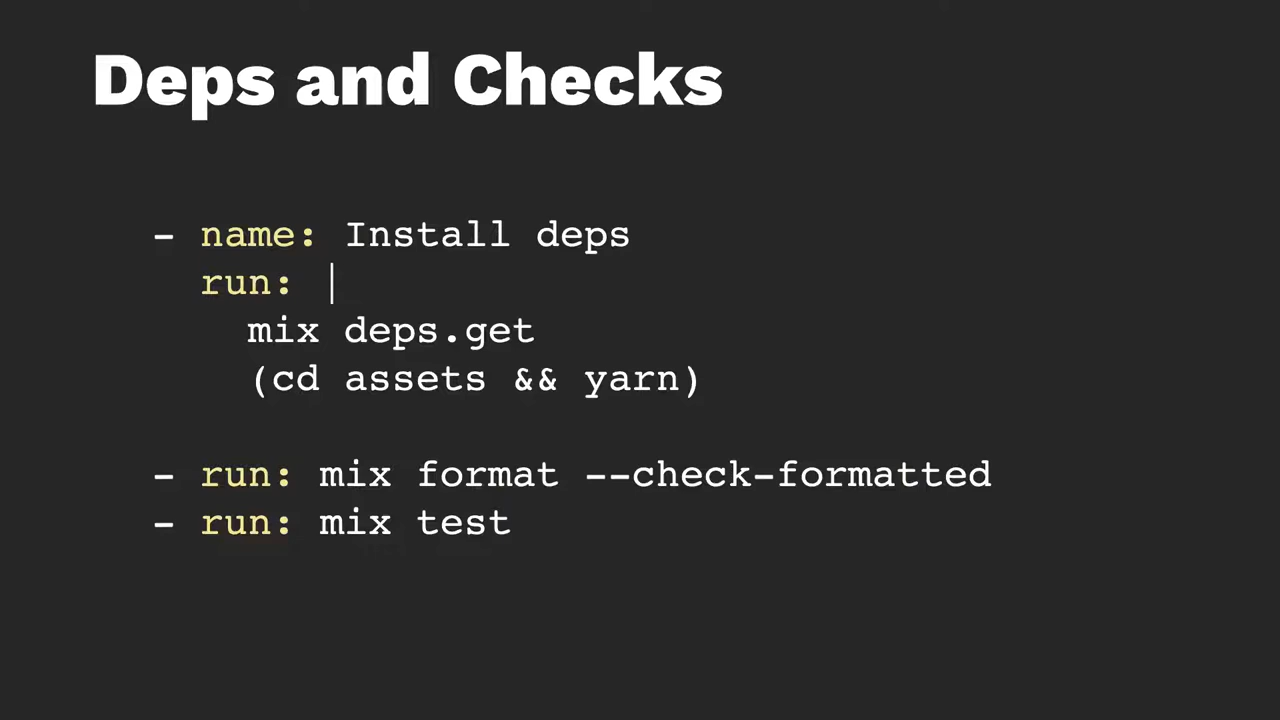 Deps and Checks
- name: Install deps
run: |
mix deps.get
(cd assets && yarn)
- run: mix format --check-formatted
- run: mix test